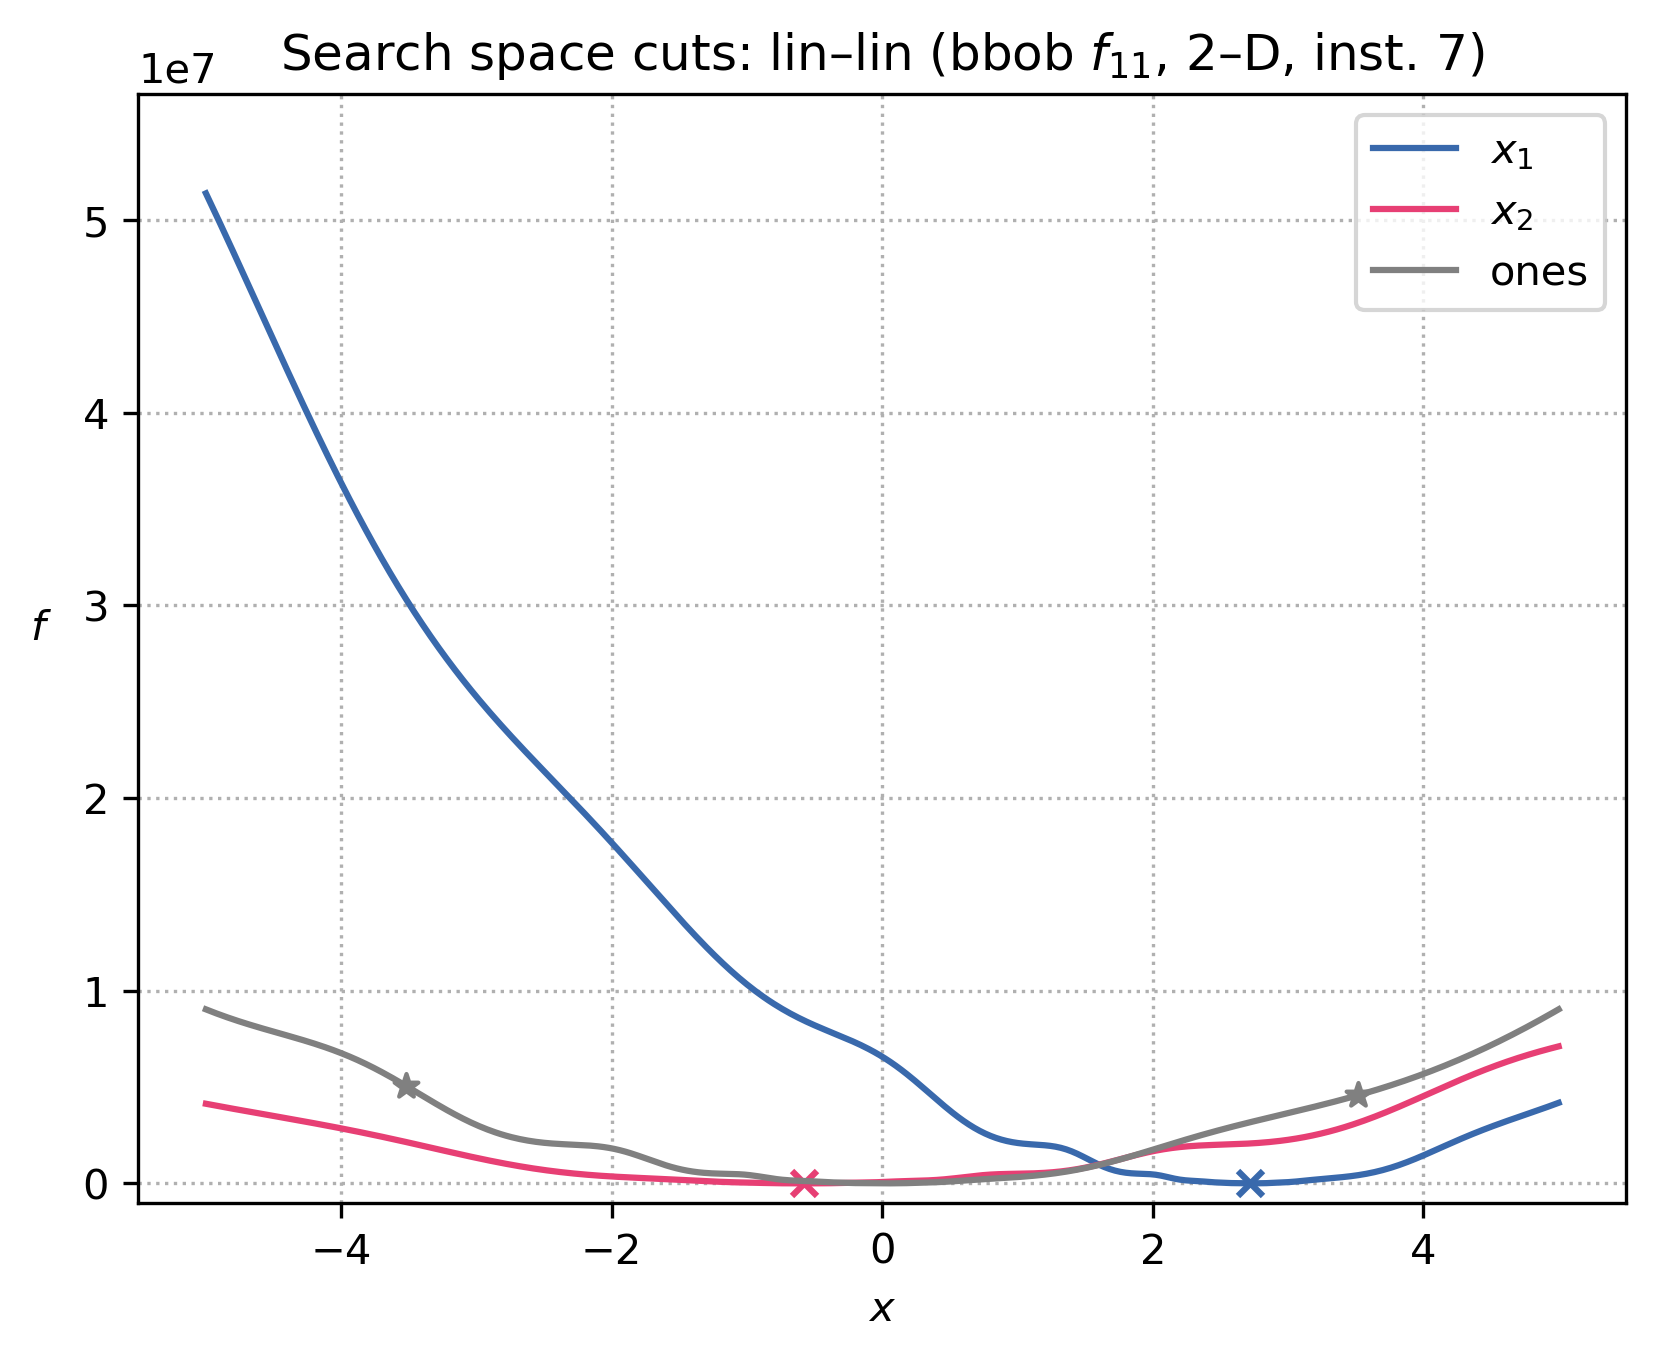 Search space cuts: lin–lin (bbob f₁₁, 2–D, inst. 7)
1e7
x₁
x₂
ones
5
4
3
2
1
0
f
−4 −2 0 2 4
x